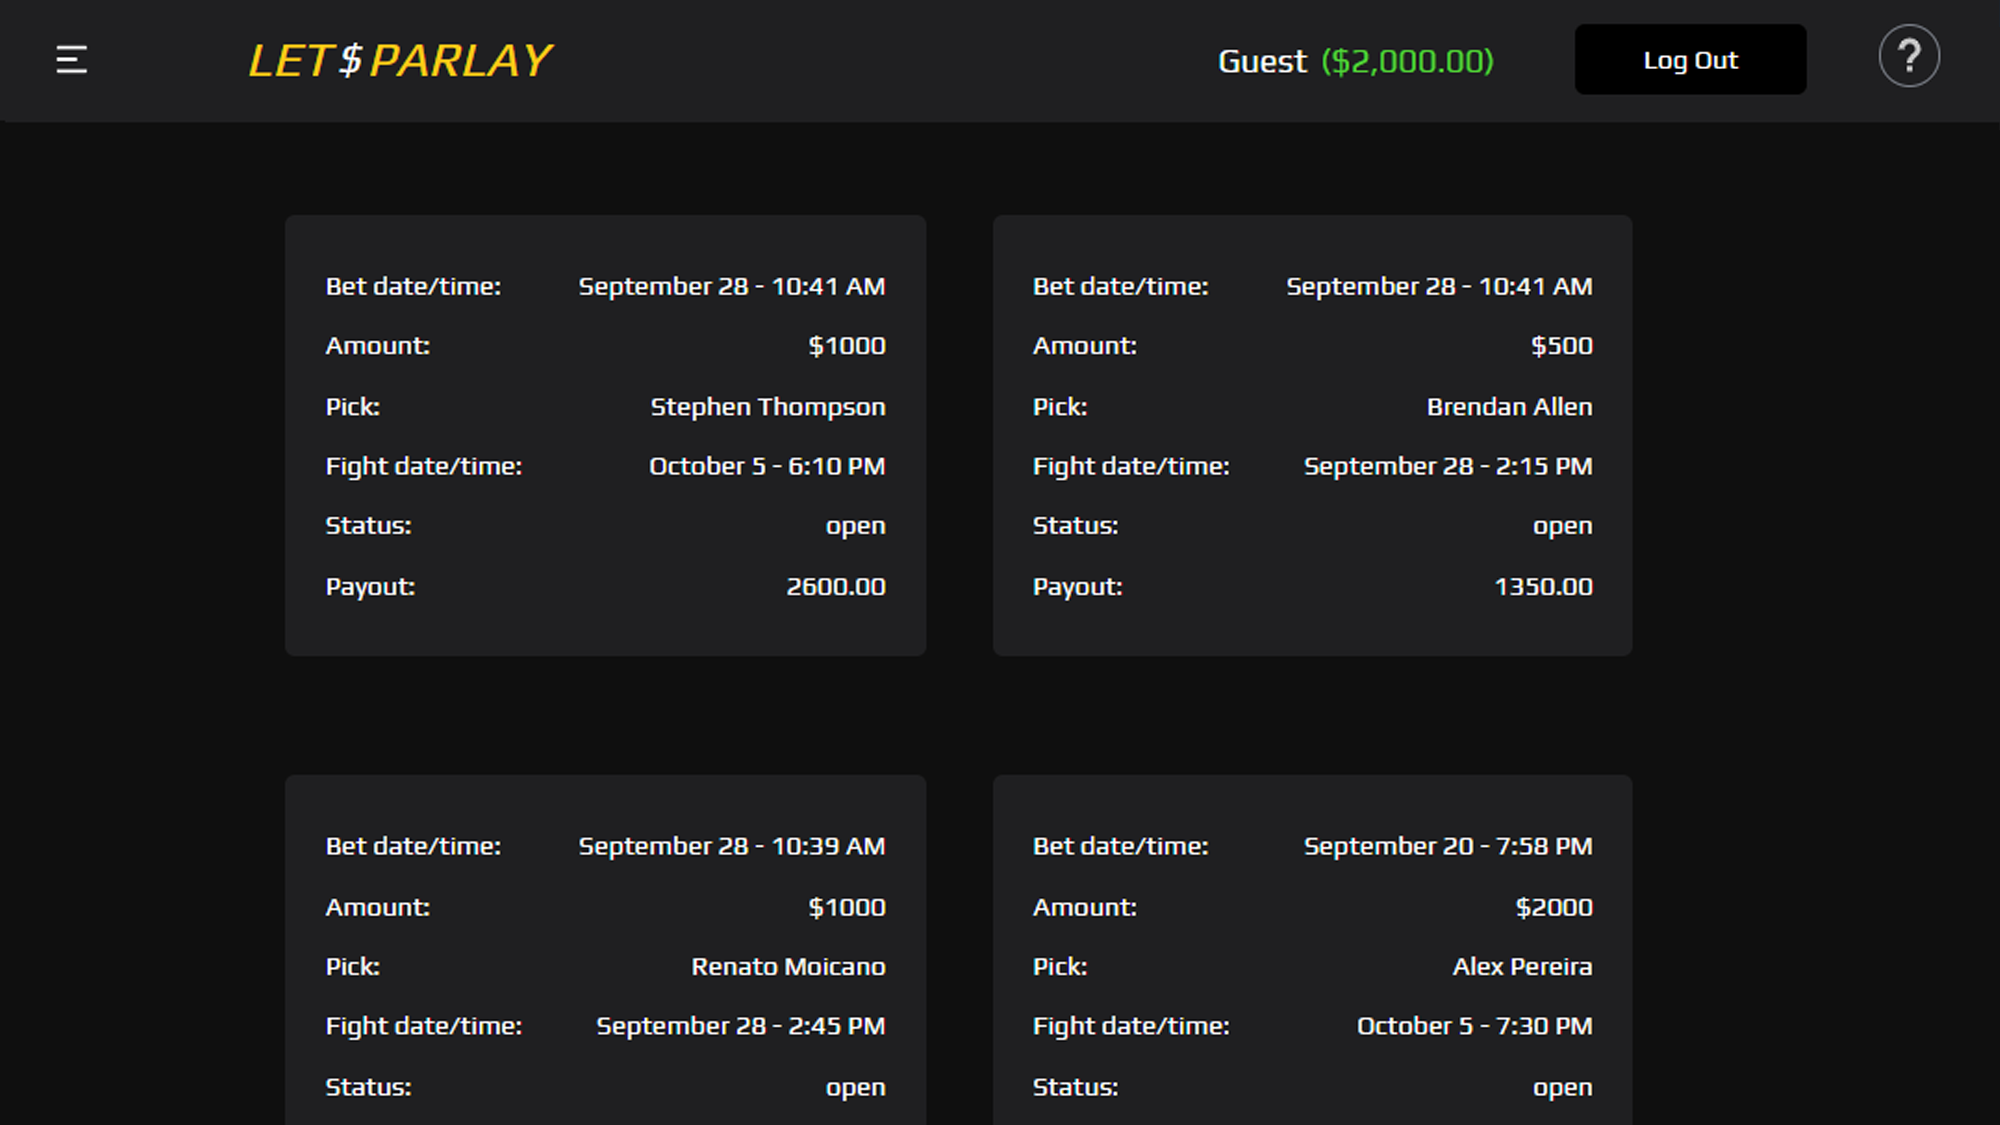 LET$PARLAY
Guest ($2,000.00)
Log Out
?
Bet date/time: September 28 - 10:41 AM
Amount: $1000
Pick: Stephen Thompson
Fight date/time: October 5 - 6:10 PM
Status: open
Payout: 2600.00
Bet date/time: September 28 - 10:41 AM
Amount: $500
Pick: Brendan Allen
Fight date/time: September 28 - 2:15 PM
Status: open
Payout: 1350.00
Bet date/time: September 28 - 10:39 AM
Amount: $1000
Pick: Renato Moicano
Fight date/time: September 28 - 2:45 PM
Status: open
Bet date/time: September 20 - 7:58 PM
Amount: $2000
Pick: Alex Pereira
Fight date/time: October 5 - 7:30 PM
Status: open